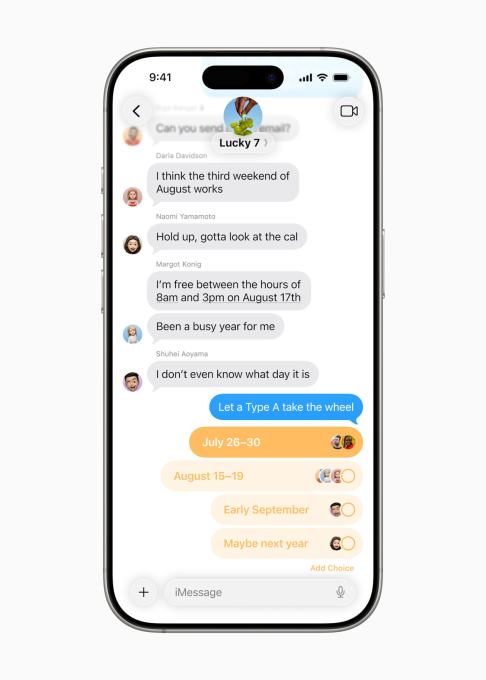 9:41
Can you send email?
Lucky 7
Darla Davidson
I think the third weekend of
August works
Naomi Yamamoto
Hold up, gotta look at the cal
Margot Konig
I'm free between the hours of
8am and 3pm on August 17th
Been a busy year for me
Shuhei Aoyama
I don't even know what day it is
Let a Type A take the wheel
July 26–30
August 15–19
Early September
Maybe next year
Add Choice
iMessage